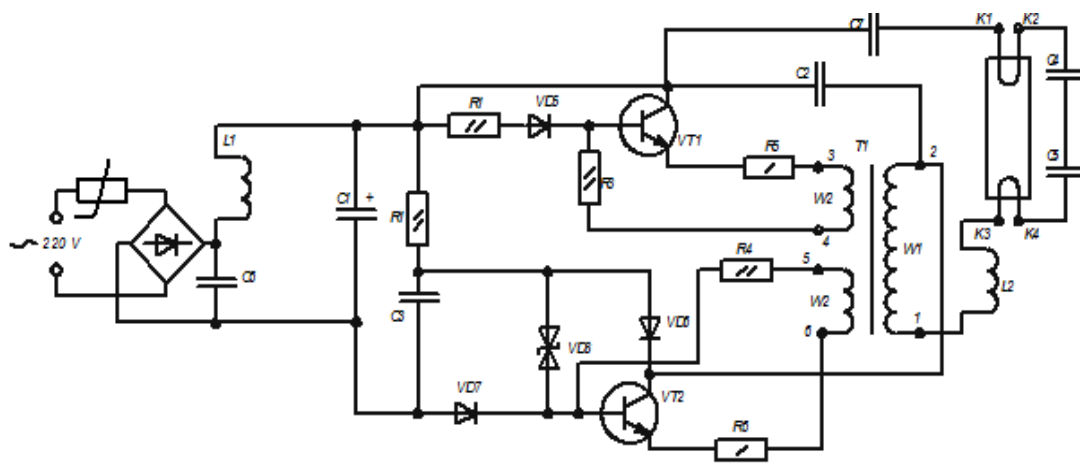 C7 K1 K2
R1 VD5 C2 C4
VT1
L1 R5 3 T1 2
C1 + R1 R3 W2 C5
~ 220 V 4 K3 K4
R4 5 W1
C6 W2 L2
C3 VD6 6 1
VD8
VD7 VT2
R6